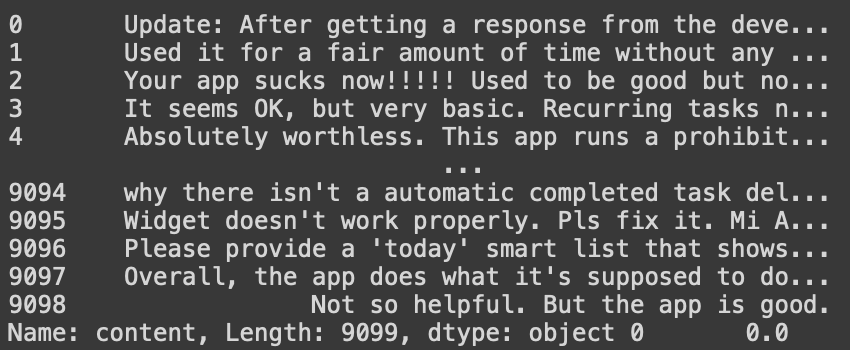 0 Update: After getting a response from the deve...
1 Used it for a fair amount of time without any ...
2 Your app sucks now!!!!! Used to be good but no...
3 It seems OK, but very basic. Recurring tasks n...
4 Absolutely worthless. This app runs a prohibit...
...
9094 why there isn't a automatic completed task del...
9095 Widget doesn't work properly. Pls fix it. Mi A...
9096 Please provide a 'today' smart list that shows...
9097 Overall, the app does what it's supposed to do...
9098 Not so helpful. But the app is good.
Name: content, Length: 9099, dtype: object 0 0.0